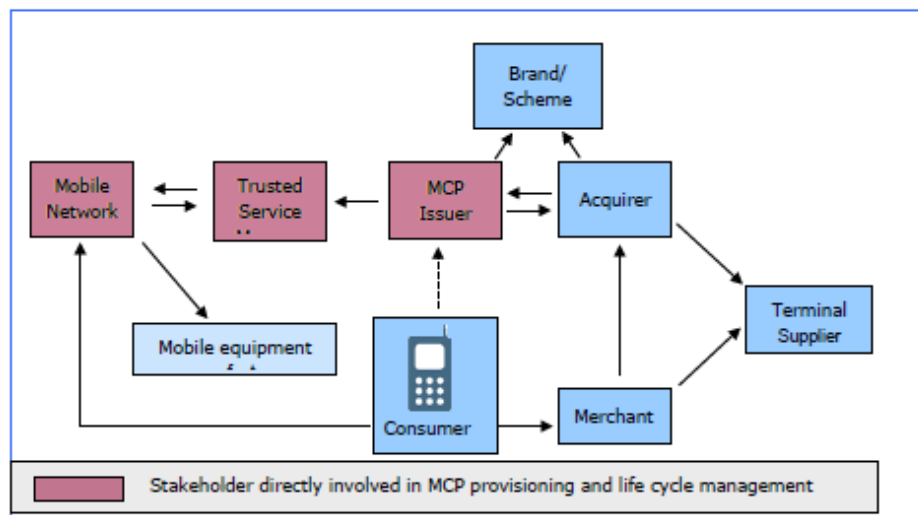 Brand/
Scheme
Mobile
Network
Trusted
Service
MCP
Issuer
Acquirer
Terminal
Supplier
Mobile equipment
Consumer
Merchant
Stakeholder directly involved in MCP provisioning and life cycle management